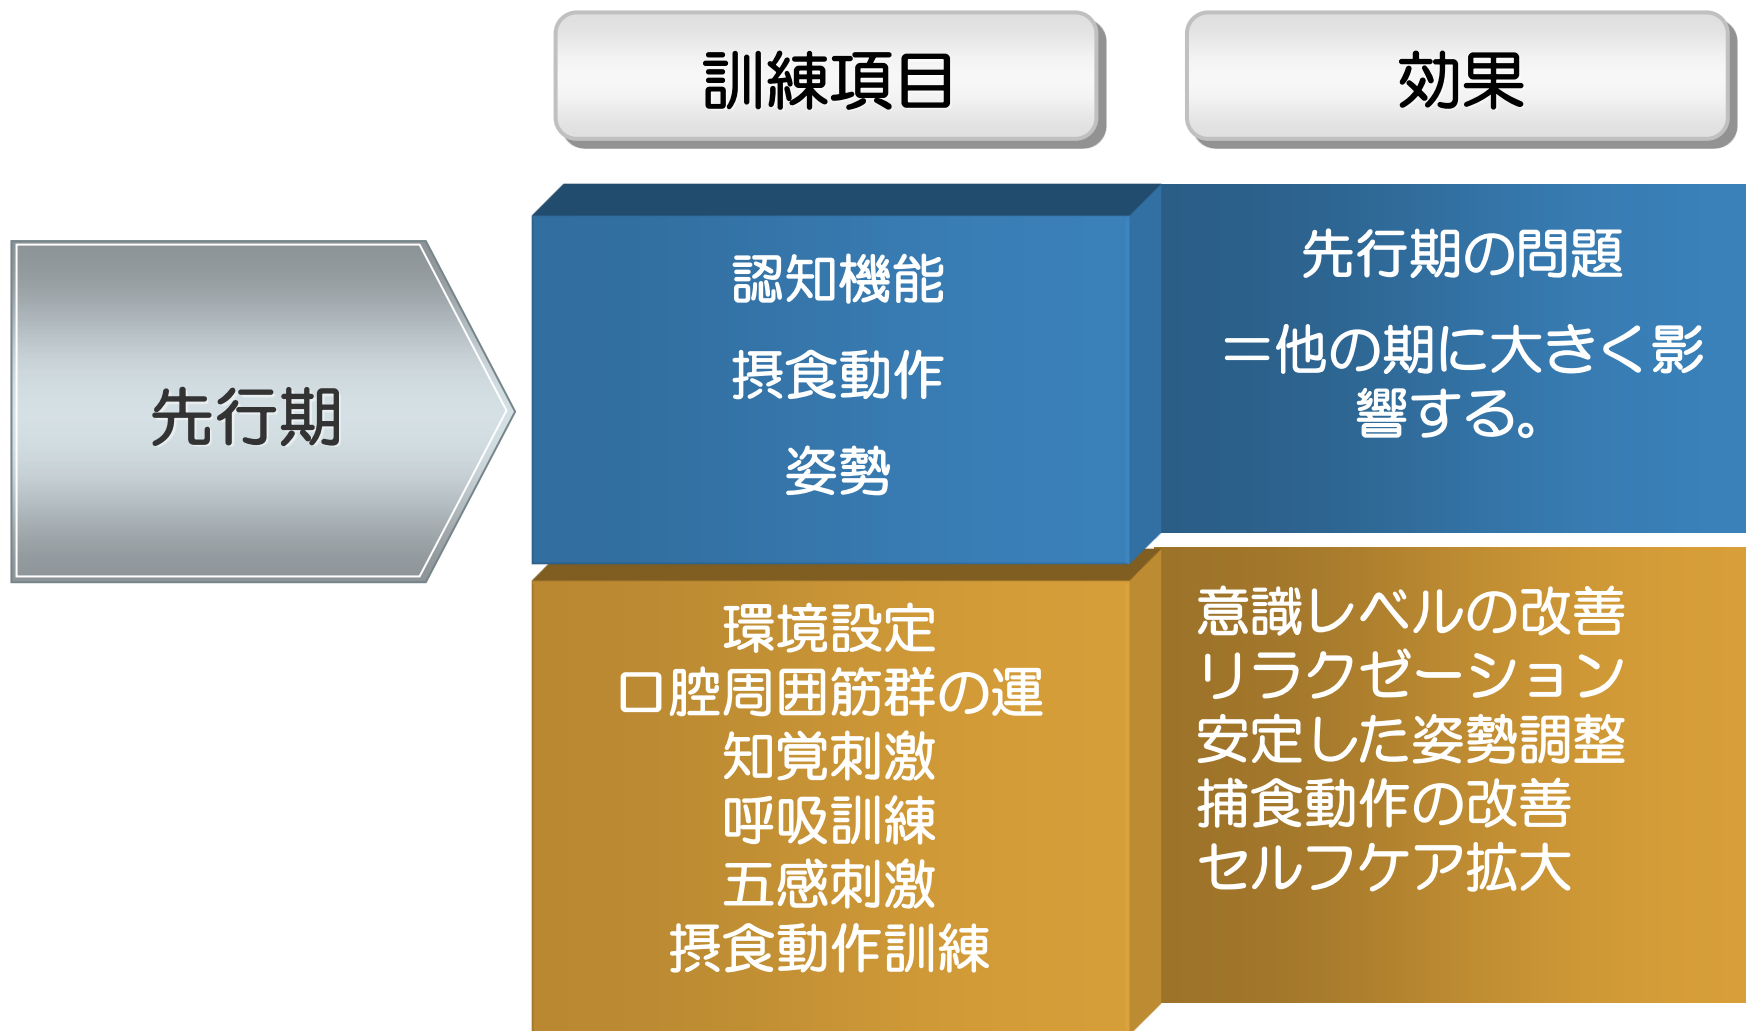 訓練項目
効果
先行期
認知機能
摂食動作
姿勢
先行期の問題
＝他の期に大きく影
響する。
環境設定
口腔周囲筋群の運
知覚刺激
呼吸訓練
五感刺激
摂食動作訓練
意識レベルの改善
リラクゼーション
安定した姿勢調整
捕食動作の改善
セルフケア拡大